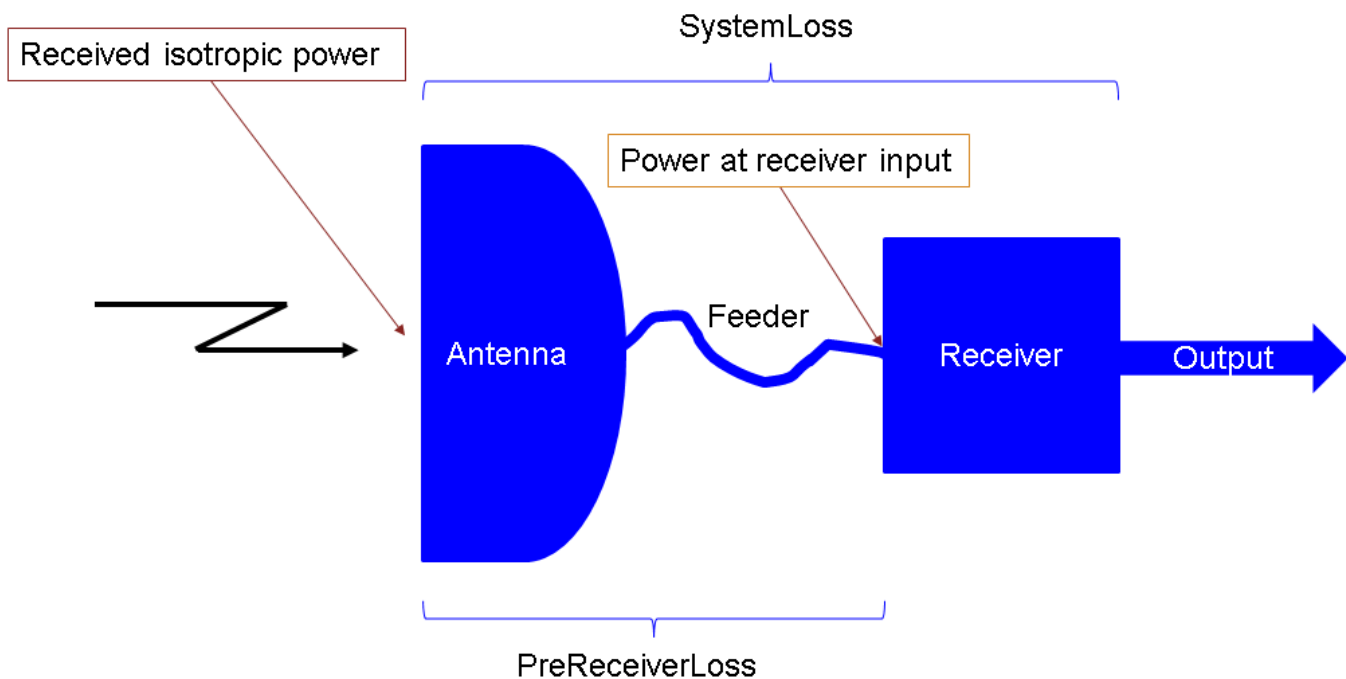 SystemLoss
Received isotropic power
Power at receiver input
Feeder
Antenna
Receiver
Output
PreReceiverLoss